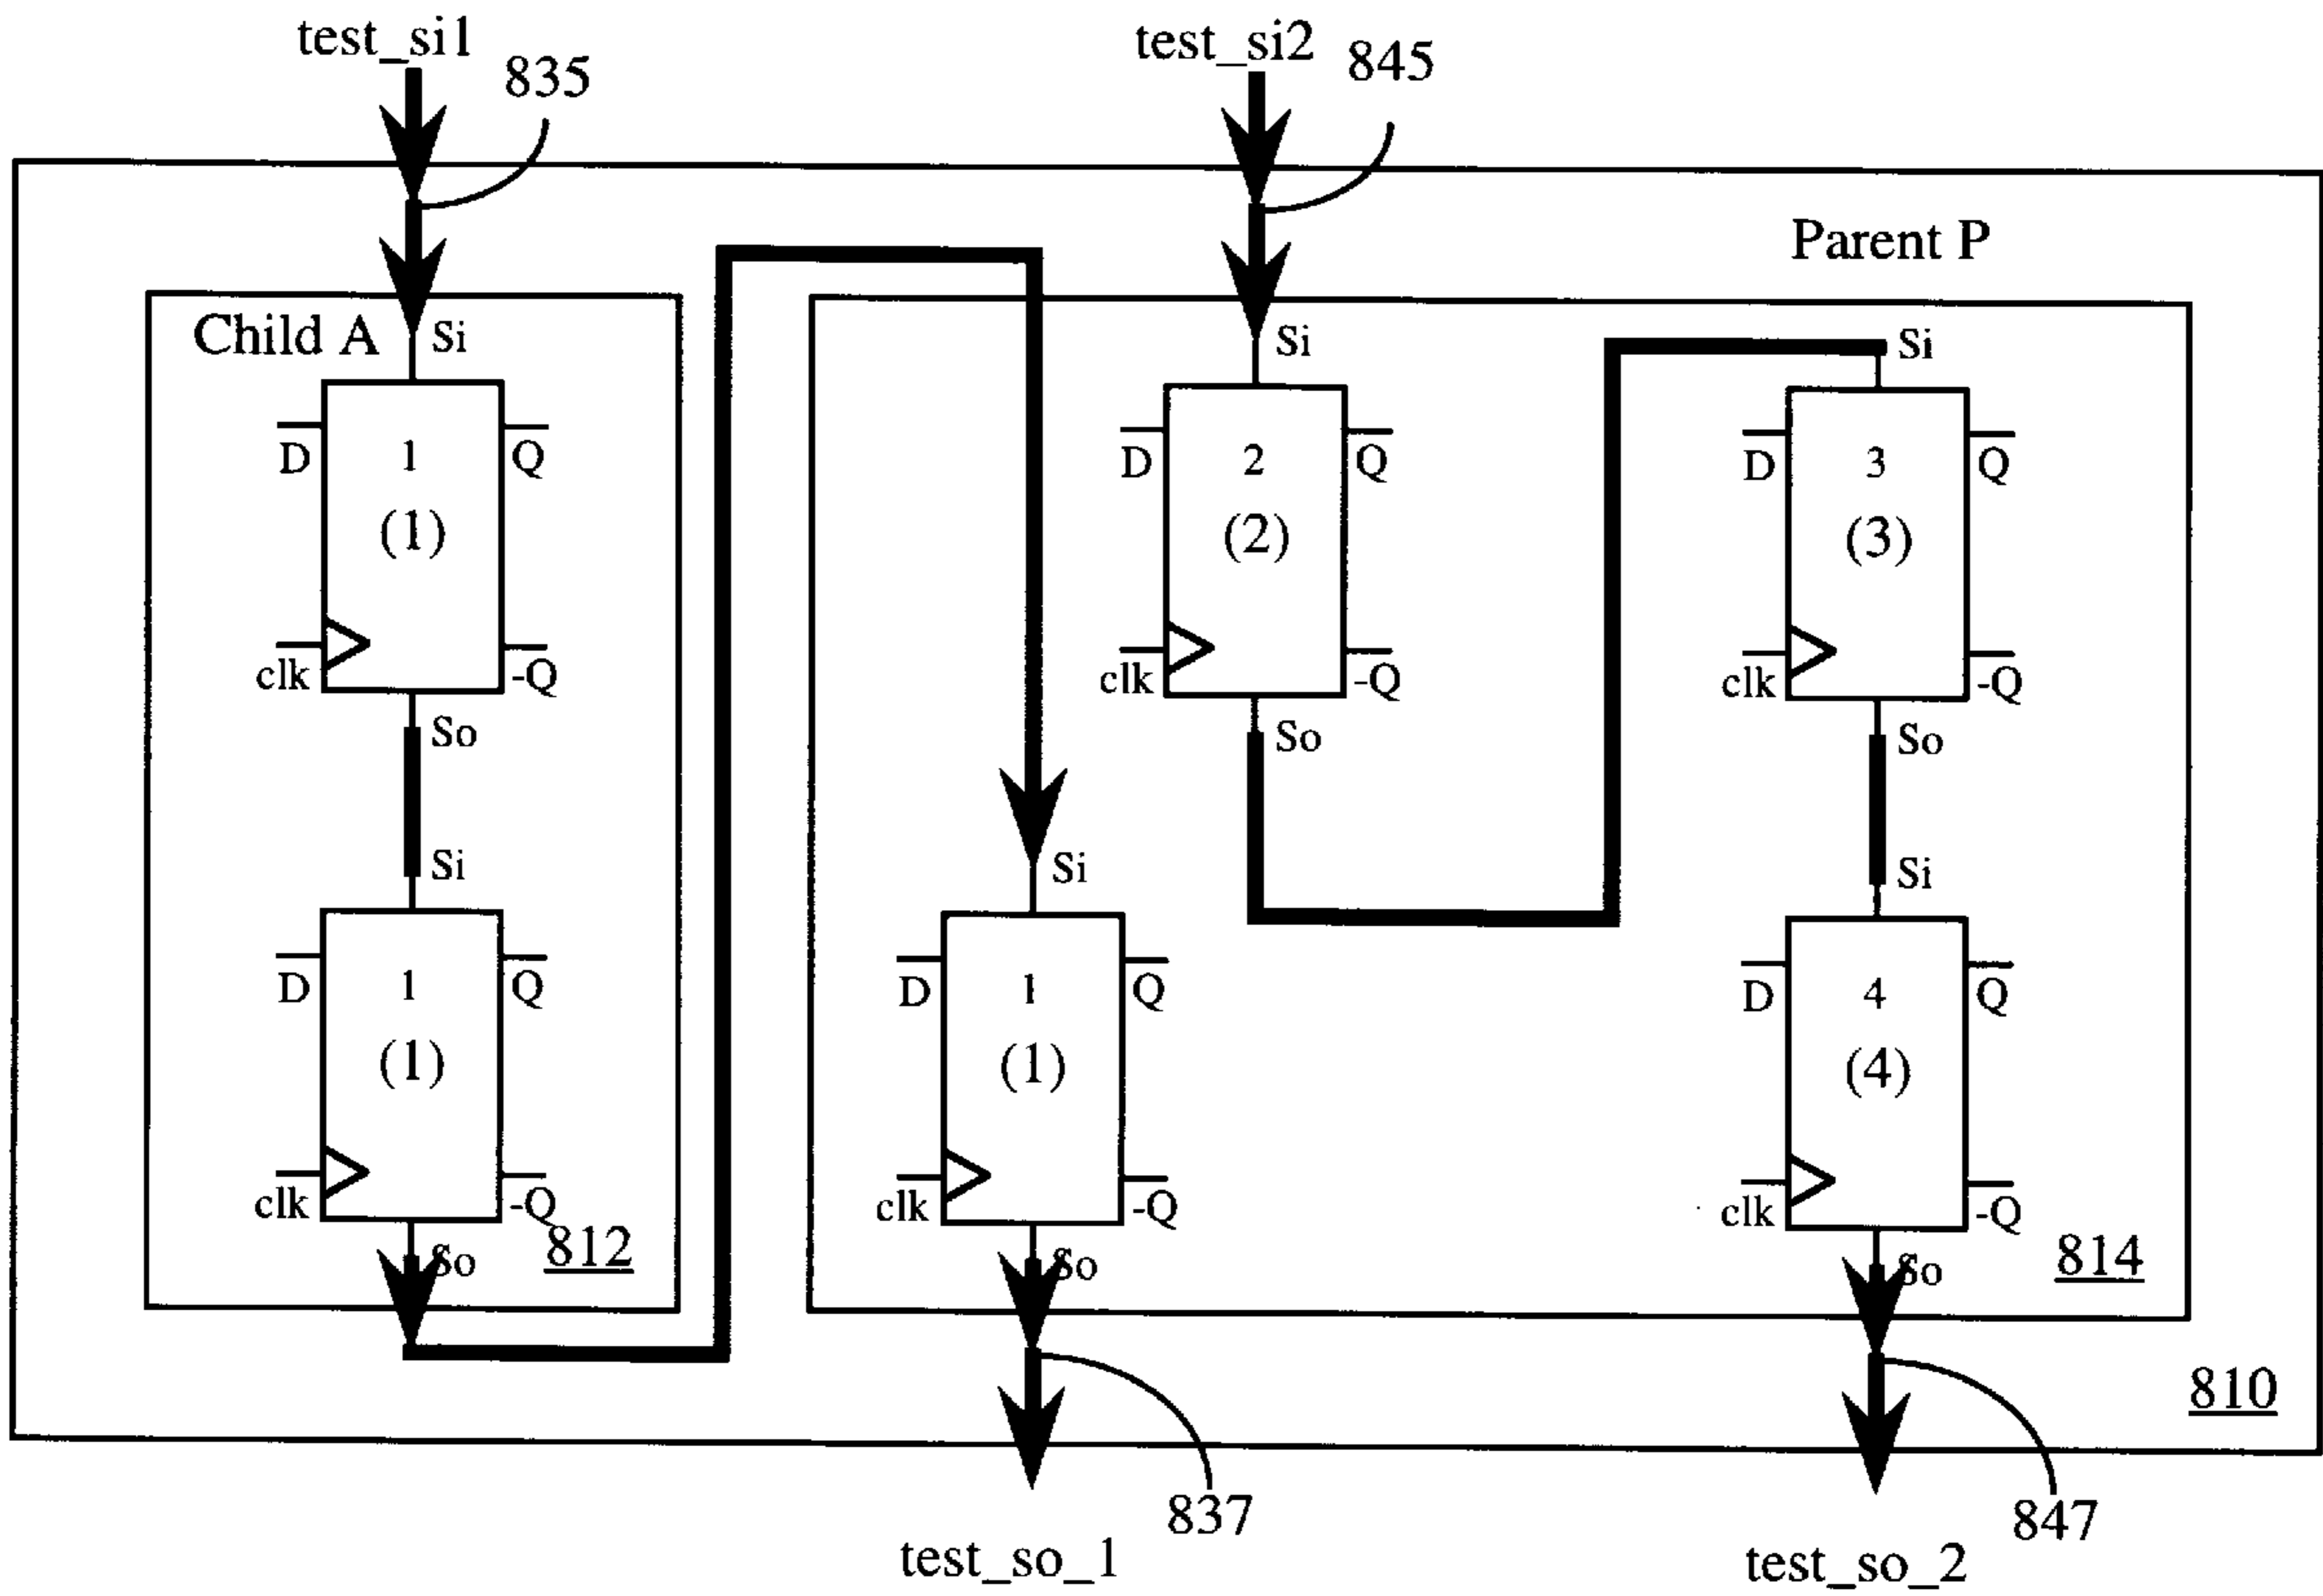 test_si1
835
test_si2
845
Parent P
Child A
Si
D
1
(1)
Q
clk
-Q
So
Si
D
1
(1)
Q
clk
-Q
So
812
Si
D
1
(1)
Q
clk
-Q
So
Si
D
2
(2)
Q
clk
-Q
So
Si
D
3
(3)
Q
clk
-Q
So
Si
D
4
(4)
Q
clk
-Q
So
814
810
837
test_so_1
847
test_so_2